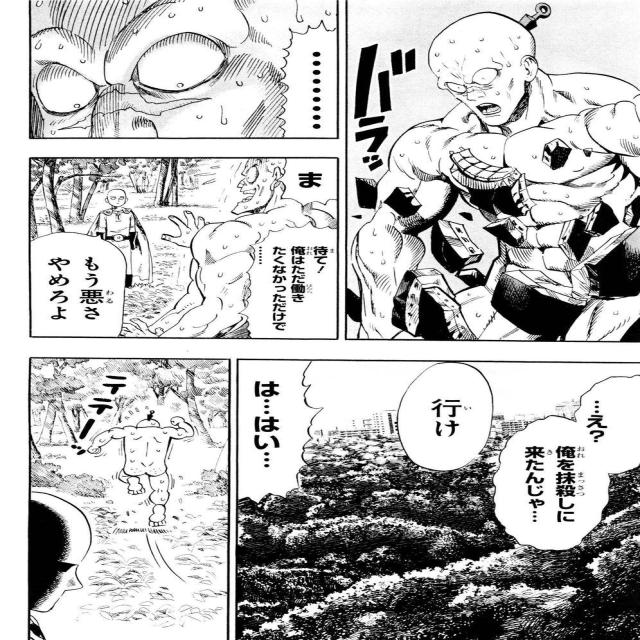 バラッ
………
ま
待て!
俺はただ働き
たくなかっただけで
……
もう悪さ
やめろよ
…え?
俺を抹殺しに
来たんじゃ…
行け
は…はい…
テテテー!